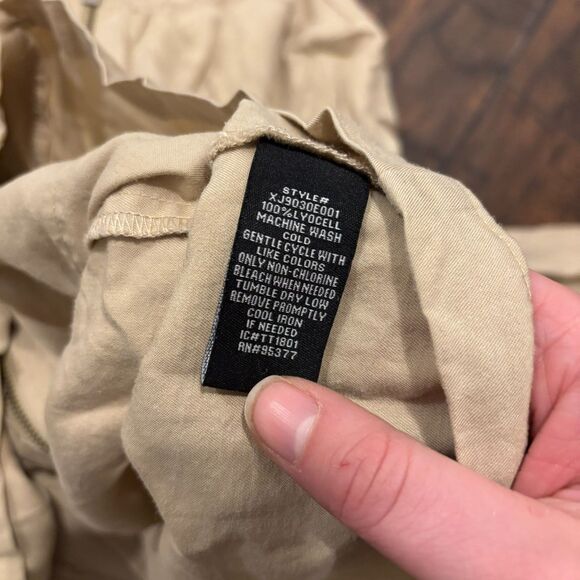 STYLE#
XJ9030E001
100%LYOCELL
MACHINE WASH
COLD
GENTLE CYCLE WITH
LIKE COLORS
ONLY NON-CHLORINE
BLEACH WHEN NEEDED
TUMBLE DRY LOW
REMOVE PROMPTLY
COOL IRON
IF NEEDED
IC#TT1801
RN#95377